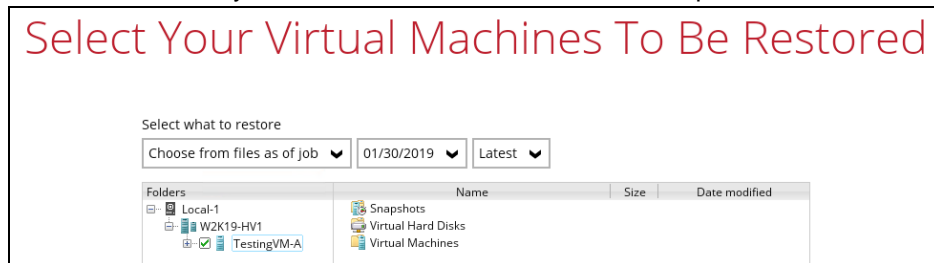 Select Your Virtual Machines To Be Restored
Select what to restore
Choose from files as of job 01/30/2019 Latest
Folders Name Size Date modified
Local-1 Snapshots
W2K19-HV1 Virtual Hard Disks
TestingVM-A Virtual Machines